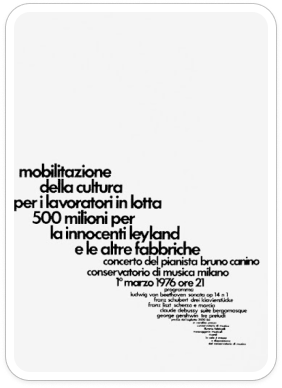 mobilitazione
della cultura
per i lavoratori in lotta
500 milioni per
la innocenti leyland
e le altre fabbriche
concerto del pianista bruno canino
conservatorio di musica milano
1° marzo 1976 ore 21
programma
ludwig van beethoven sonata op 14 n 1
franz schubert drei klavierstücke
franz liszt scherzo e marcia
claude debussy suite bergamasque
george gershwin tre preludi